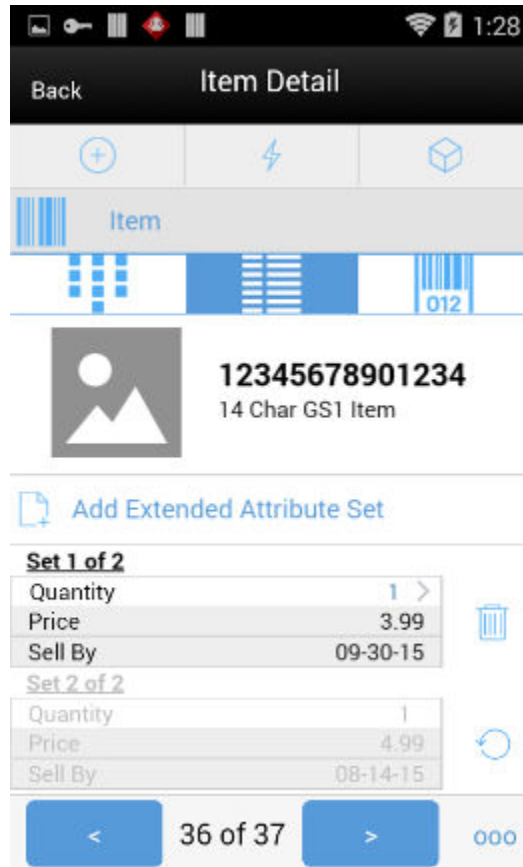 1:28
Back
Item Detail
Item
012
12345678901234
14 Char GS1 Item
Add Extended Attribute Set
Set 1 of 2
Quantity 1 >
Price 3.99
Sell By 09-30-15
Set 2 of 2
Quantity 1
Price 4.99
Sell By 08-14-15
< 36 of 37 > ooo